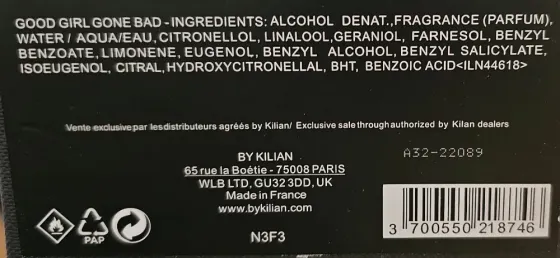 GOOD GIRL GONE BAD-INGREDIENTS: ALCOHOL DENAT.,FRAGRANCE (PARFUM),
WATER/ AQUA/EAU, CITRONELLOL, LINALOOL,GERANIOL, FARNESOL, BENZYL
BENZOATE, LIMONENE, EUGENOL, BENZYL ALCOHOL, BENZYL SALICYLATE,
ISOEUGENOL, CITRAL, HYDROXYCITRONELLAL, BHT, BENZOIC ACID<ILN44618>
Vente exclusive par les distributeurs agréés by Kilian/ Exclusive sale through authorized by Kilan dealers
A32-22089
BY KILIAN
65 rue la Boétie - 75008 PARIS
WLB LTD, GU32 3DD, UK
Made in France
www.bykilian.com
N3F3
PAP
3 700550 218746